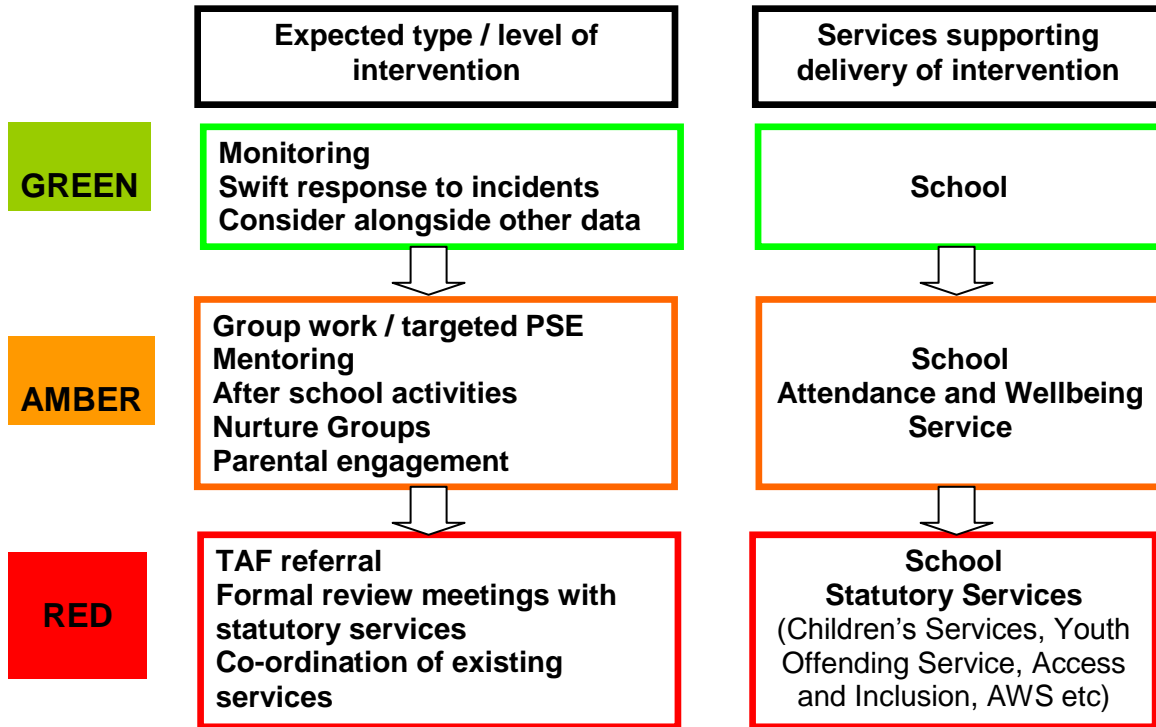 Expected type / level of
intervention
Services supporting
delivery of intervention
GREEN
Monitoring
Swift response to incidents
Consider alongside other data
School
AMBER
Group work / targeted PSE
Mentoring
After school activities
Nurture Groups
Parental engagement
School
Attendance and Wellbeing
Service
RED
TAF referral
Formal review meetings with
statutory services
Co-ordination of existing
services
School
Statutory Services
(Children’s Services, Youth
Offending Service, Access
and Inclusion, AWS etc)